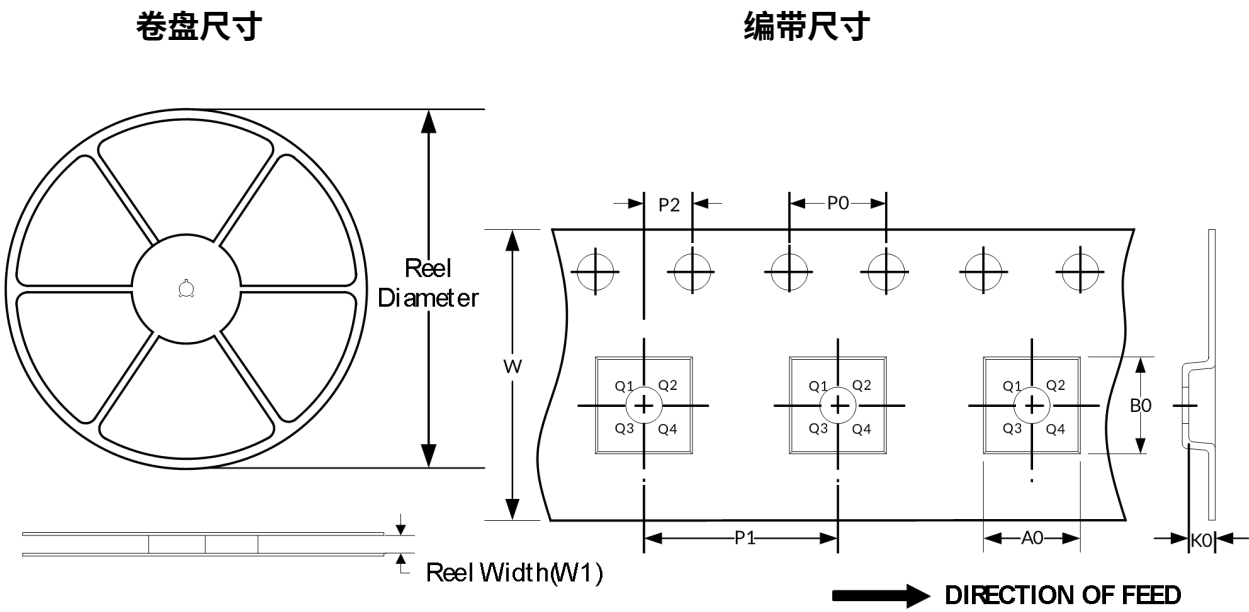 卷盘尺寸
编带尺寸
Reel
Diameter
P2
P0
W
Q1 Q2
Q3 Q4
Q1 Q2
Q3 Q4
Q1 Q2
Q3 Q4
B0
P1
A0
K0
Reel Width(W1)
DIRECTION OF FEED